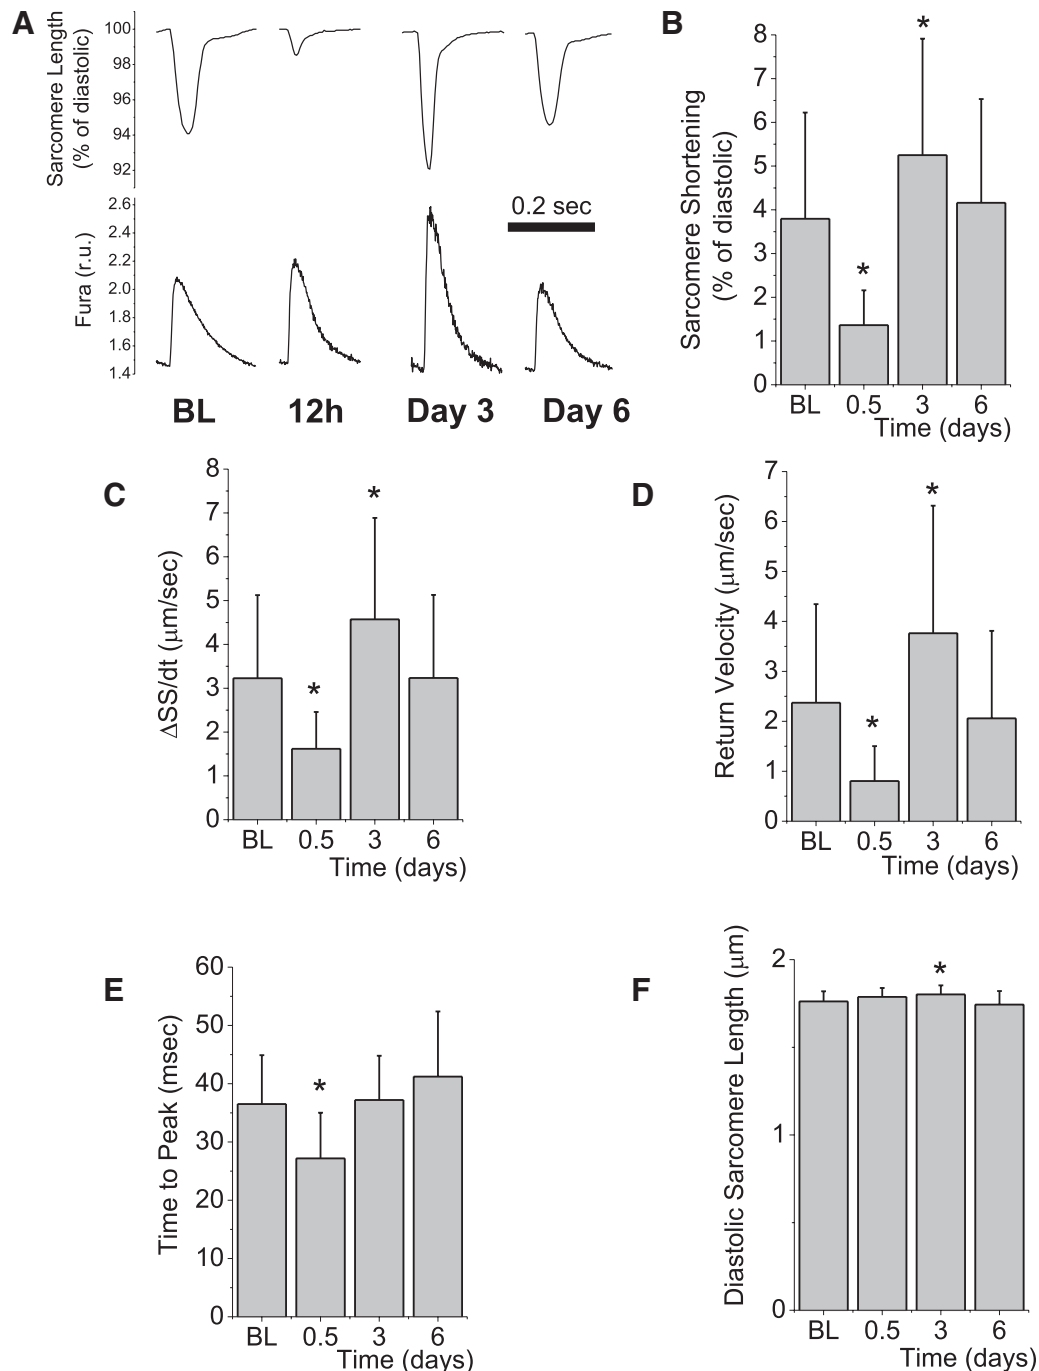 A
Sarcomere Length
(% of diastolic)
100
98
96
94
92
Fura (r.u.)
2.6
2.4
2.2
2.0
1.8
1.6
1.4
0.2 sec
BL 12h Day 3 Day 6
B
Sarcomere Shortening
(% of diastolic)
8
7
6
5
4
3
2
1
0
*
*
BL 0.5 3 6
Time (days)
C
ΔSS/dt (μm/sec)
8
7
6
5
4
3
2
1
0
*
*
BL 0.5 3 6
Time (days)
D
Return Velocity (μm/sec)
7
6
5
4
3
2
1
0
*
*
BL 0.5 3 6
Time (days)
E
Time to Peak (msec)
60
50
40
30
20
10
0
*
BL 0.5 3 6
Time (days)
F
Diastolic Sarcomere Length (μm)
2
1
0
*
BL 0.5 3 6
Time (days)